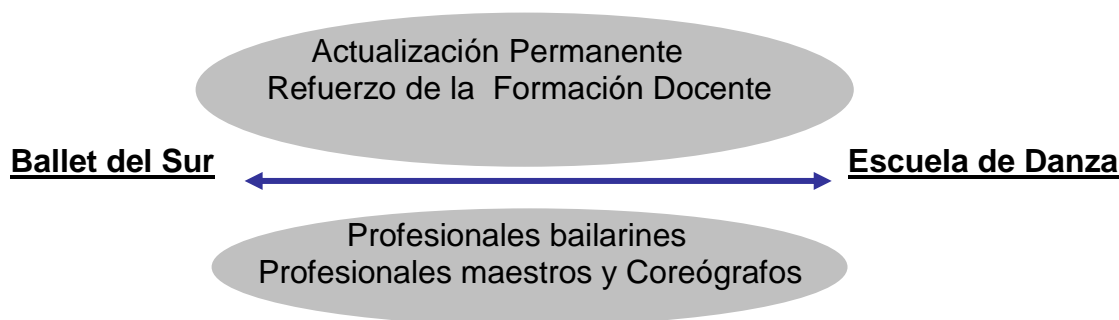 Actualización Permanente
Refuerzo de la Formación Docente
Ballet del Sur
Escuela de Danza
Profesionales bailarines
Profesionales maestros y Coreógrafos